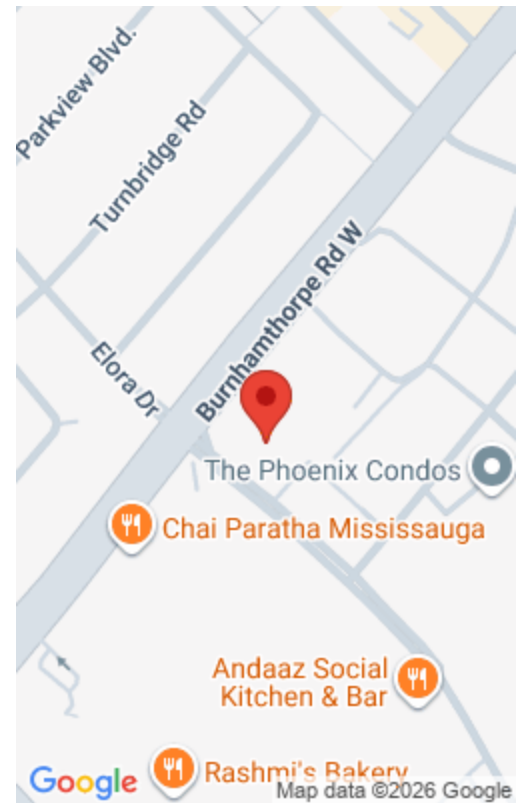 Parkview Blvd.
Turnbridge Rd
Burnhamthorpe Rd W
Elora Dr
The Phoenix Condos
Chai Paratha Mississauga
Andaaz Social
Kitchen & Bar
Rashmi's Bakery
Google
Map data ©2026 Google